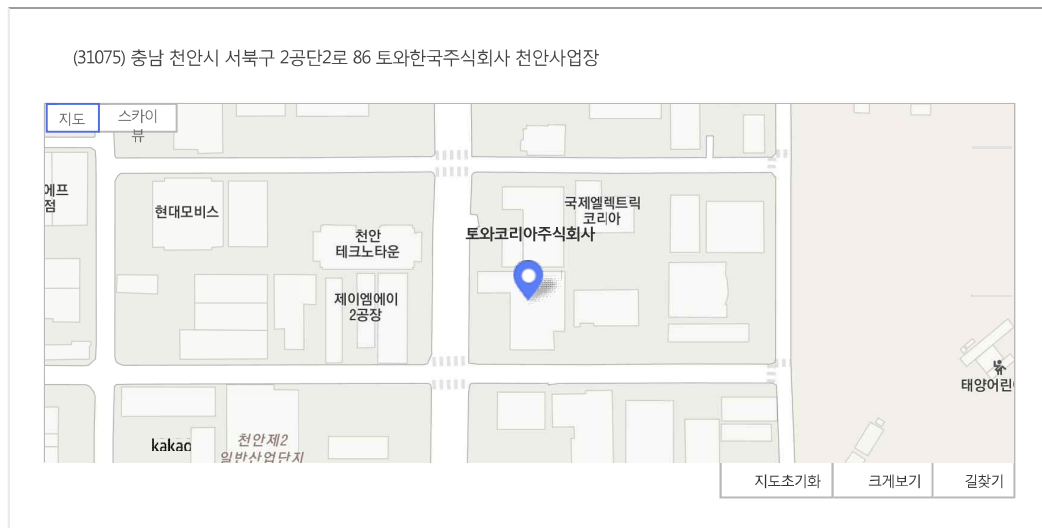 (31075) 충남 천안시 서북구 2공단2로 86 토와한국주식회사 천안사업장
지도
스카이
뷰
에프
점
현대모비스
천안
테크노타운
제이엠에이
2공장
국제엘렉트릭
코리아
토와코리아주식회사
태양어린
kakao
천안제2
일반산업단지
지도초기화
크게보기
길찾기